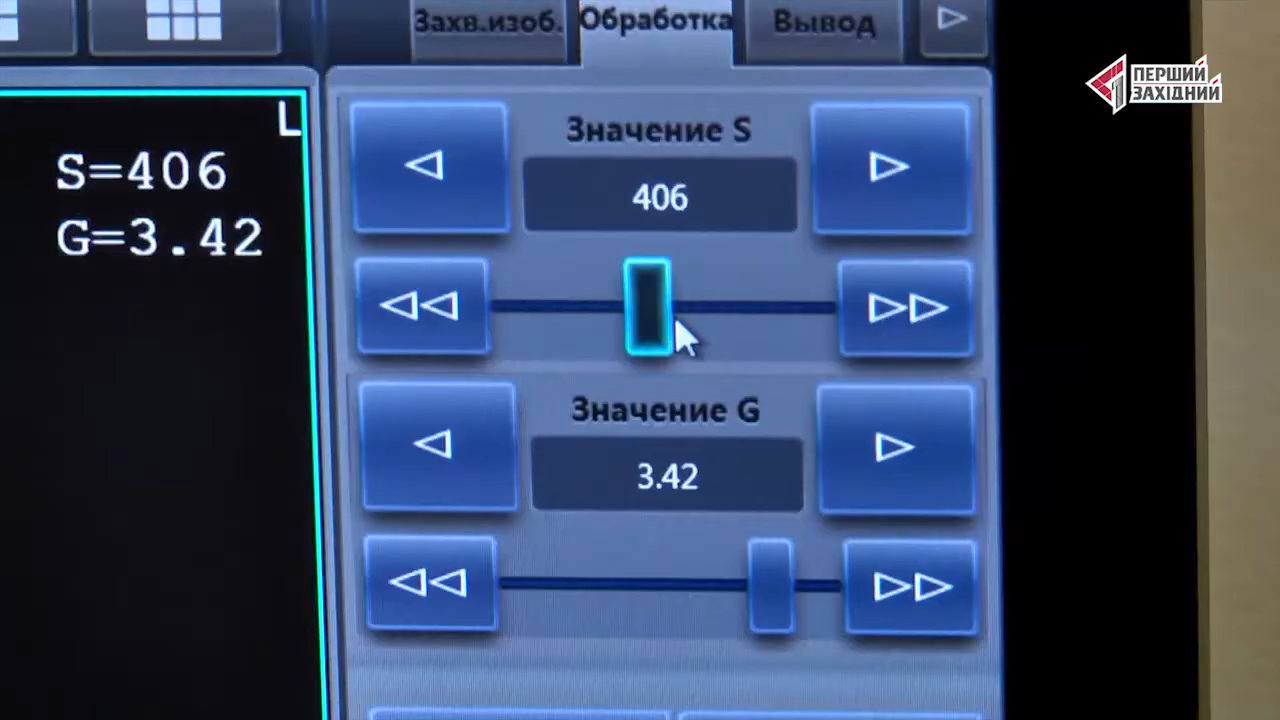 Захв.изоб.
Обработка
Вывод
ПЕРШИЙ
ЗАХІДНИЙ
L
S=406
G=3.42
Значение S
406
Значение G
3.42